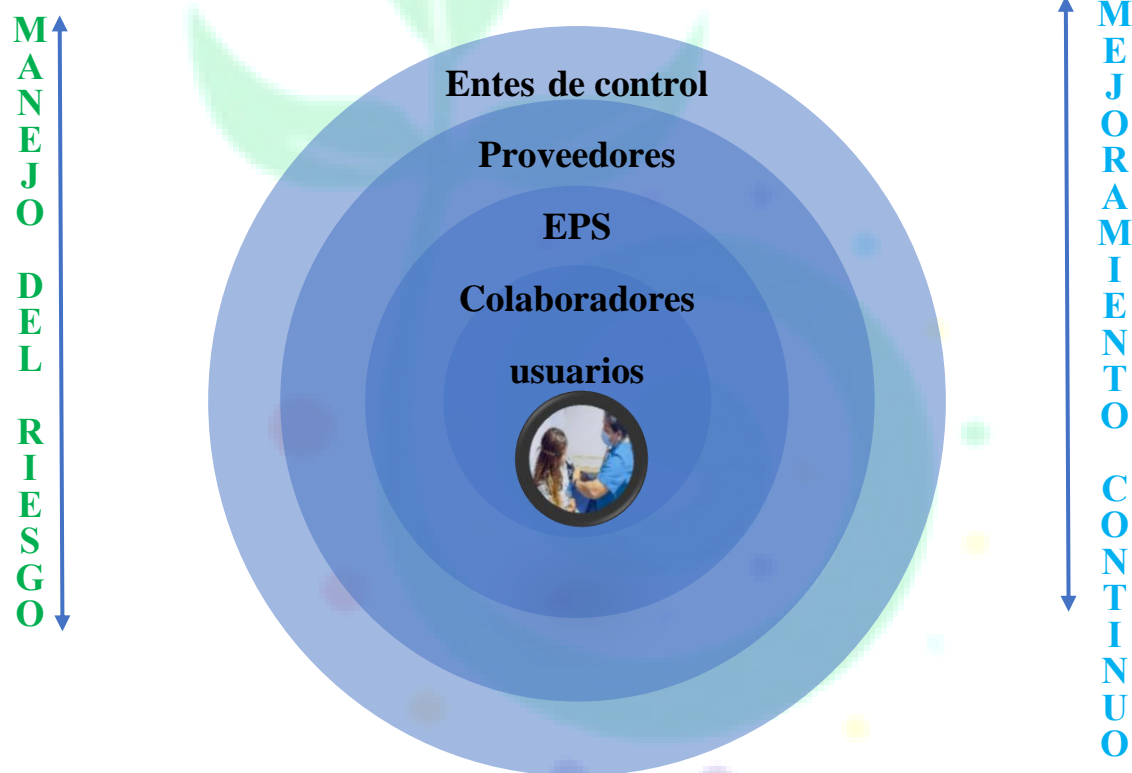 MANEJO DEL RIESGO
Entes de control
Proveedores
EPS
Colaboradores
usuarios
MEJORAMIENTO CONTINUO